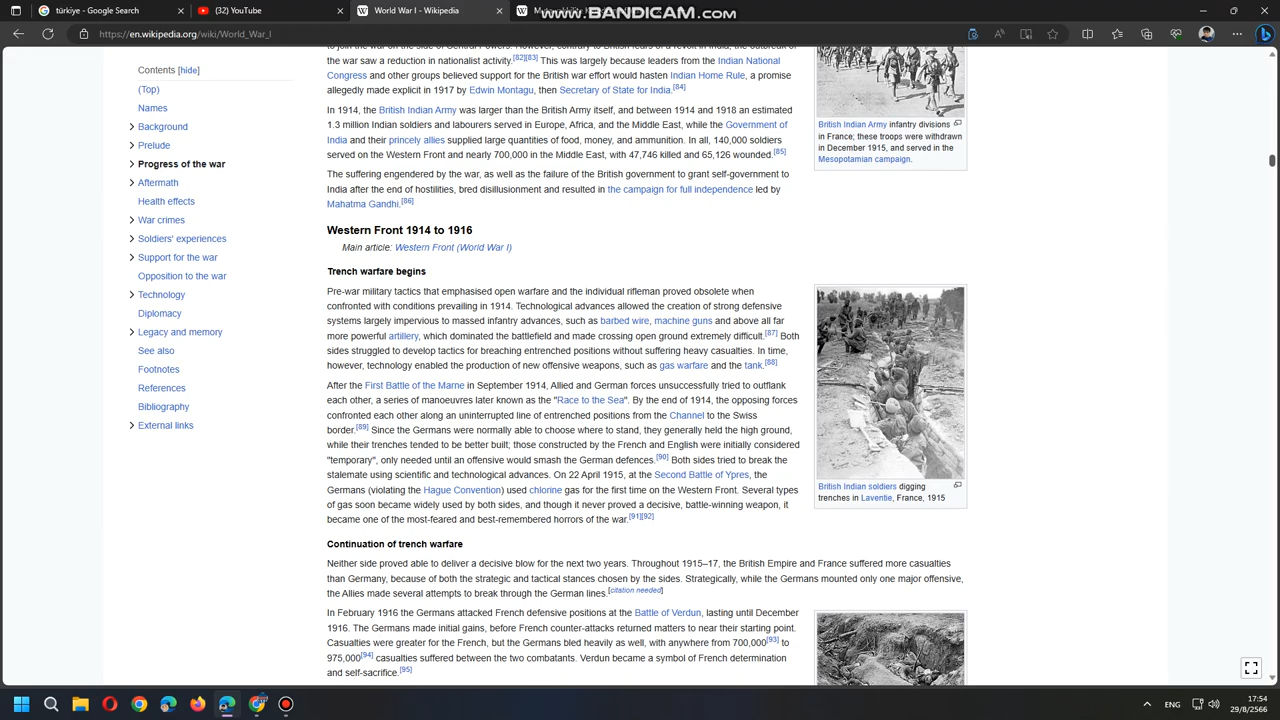 türkiye - Google Search
(32) YouTube
World War I - Wikipedia
www.BANDICAM.com
https://en.wikipedia.org/wiki/World_War_I
Contents [hide]
(Top)
Names
Background
Prelude
Progress of the war
Aftermath
Health effects
War crimes
Soldiers' experiences
Support for the war
Opposition to the war
Technology
Diplomacy
Legacy and memory
See also
Footnotes
References
Bibliography
External links
the war saw a reduction in nationalist activity.[82][83] This was largely because leaders from the Indian National
Congress and other groups believed support for the British war effort would hasten Indian Home Rule, a promise
allegedly made explicit in 1917 by Edwin Montagu, then Secretary of State for India.[84]
In 1914, the British Indian Army was larger than the British Army itself, and between 1914 and 1918 an estimated
1.3 million Indian soldiers and labourers served in Europe, Africa, and the Middle East, while the Government of
India and their princely allies supplied large quantities of food, money, and ammunition. In all, 140,000 soldiers
served on the Western Front and nearly 700,000 in the Middle East, with 47,746 killed and 65,126 wounded.[85]
The suffering engendered by the war, as well as the failure of the British government to grant self-government to
India after the end of hostilities, bred disillusionment and resulted in the campaign for full independence led by
Mahatma Gandhi.[86]
British Indian Army infantry divisions
in France; these troops were withdrawn
in December 1915, and served in the
Mesopotamian campaign.
Western Front 1914 to 1916
Main article: Western Front (World War I)
Trench warfare begins
Pre-war military tactics that emphasised open warfare and the individual rifleman proved obsolete when
confronted with conditions prevailing in 1914. Technological advances allowed the creation of strong defensive
systems largely impervious to massed infantry advances, such as barbed wire, machine guns and above all far
more powerful artillery, which dominated the battlefield and made crossing open ground extremely difficult.[87] Both
sides struggled to develop tactics for breaching entrenched positions without suffering heavy casualties. In time,
however, technology enabled the production of new offensive weapons, such as gas warfare and the tank.[88]
After the First Battle of the Marne in September 1914, Allied and German forces unsuccessfully tried to outflank
each other, a series of manoeuvres later known as the "Race to the Sea". By the end of 1914, the opposing forces
confronted each other along an uninterrupted line of entrenched positions from the Channel to the Swiss
border.[89] Since the Germans were normally able to choose where to stand, they generally held the high ground,
while their trenches tended to be better built; those constructed by the French and English were initially considered
"temporary", only needed until an offensive would smash the German defences.[90] Both sides tried to break the
stalemate using scientific and technological advances. On 22 April 1915, at the Second Battle of Ypres, the
Germans (violating the Hague Convention) used chlorine gas for the first time on the Western Front. Several types
of gas soon became widely used by both sides, and though it never proved a decisive, battle-winning weapon, it
became one of the most-feared and best-remembered horrors of the war.[91][92]
British Indian soldiers digging
trenches in Laventie, France, 1915
Continuation of trench warfare
Neither side proved able to deliver a decisive blow for the next two years. Throughout 1915–17, the British Empire and France suffered more casualties
than Germany, because of both the strategic and tactical stances chosen by the sides. Strategically, while the Germans mounted only one major offensive,
the Allies made several attempts to break through the German lines.[citation needed]
In February 1916 the Germans attacked French defensive positions at the Battle of Verdun, lasting until December
1916. The Germans made initial gains, before French counter-attacks returned matters to near their starting point.
Casualties were greater for the French, but the Germans bled heavily as well, with anywhere from 700,000[93] to
975,000[94] casualties suffered between the two combatants. Verdun became a symbol of French determination
and self-sacrifice.[95]
ENG
17:54
29/8/2566